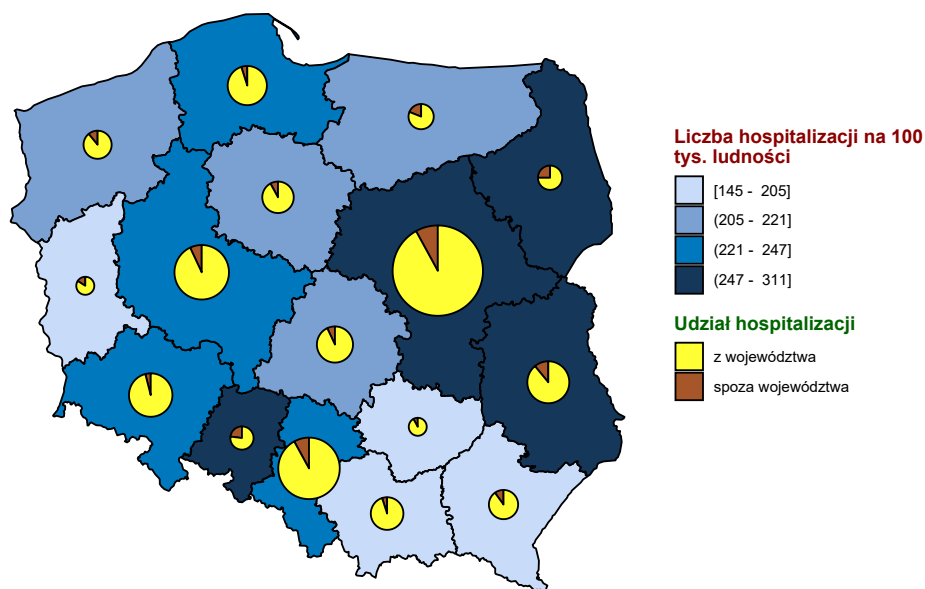 Liczba hospitalizacji na 100
tys. ludności
[145 - 205]
(205 - 221]
(221 - 247]
(247 - 311]
Udział hospitalizacji
z województwa
spoza województwa